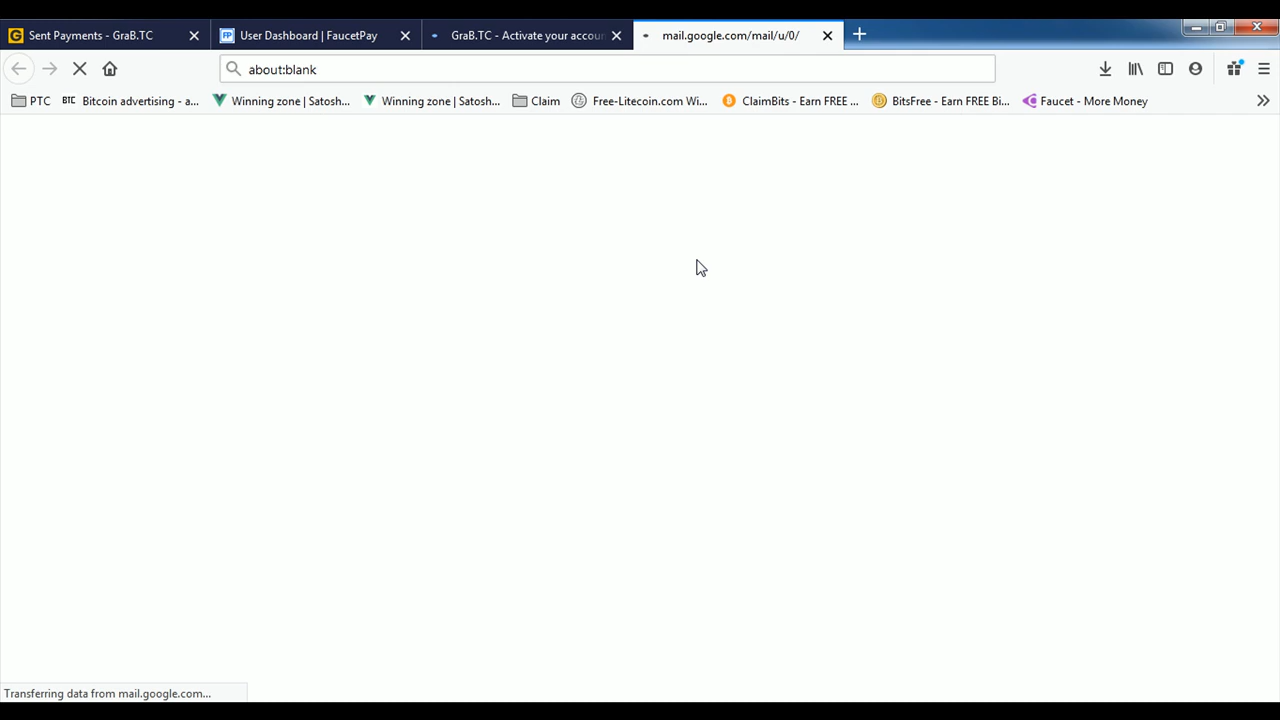 Sent Payments - GraB.TC
User Dashboard | FaucetPay
GraB.TC - Activate your accoun
mail.google.com/mail/u/0/
about:blank
PTC
BTC Bitcoin advertising - a...
Winning zone | Satosh...
Winning zone | Satosh...
Claim
Free-Litecoin.com Wi...
ClaimBits - Earn FREE ...
BitsFree - Earn FREE Bi...
Faucet - More Money
Transferring data from mail.google.com...